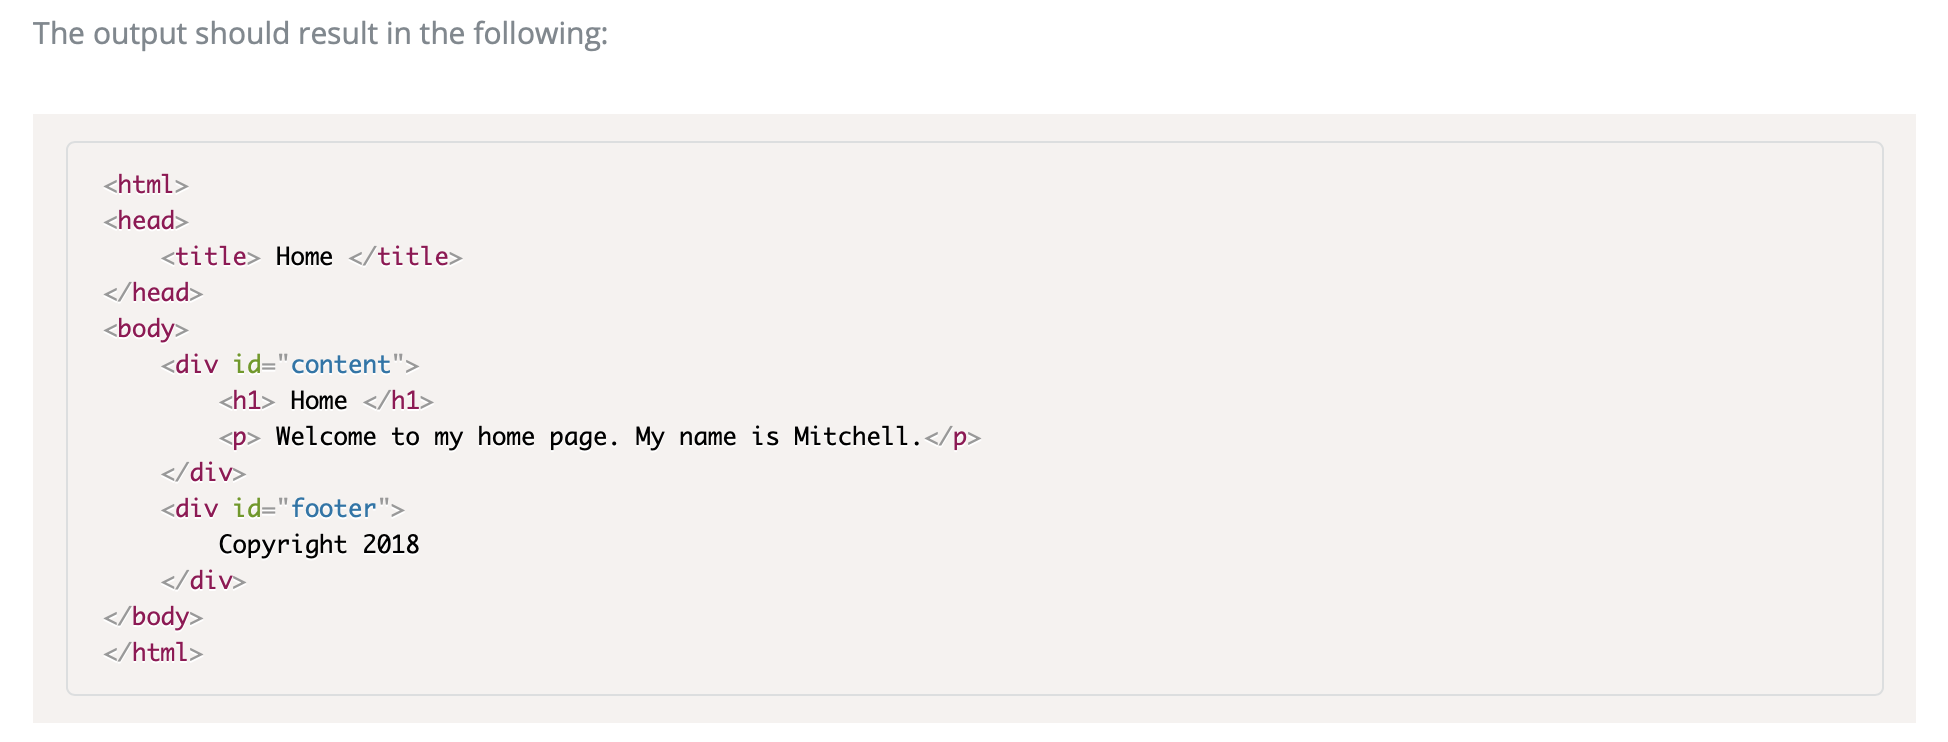 The output should result in the following:
<html>
<head>
    <title> Home </title>
</head>
<body>
    <div id="content">
        <h1> Home </h1>
        <p> Welcome to my home page. My name is Mitchell.</p>
    </div>
    <div id="footer">
        Copyright 2018
    </div>
</body>
</html>